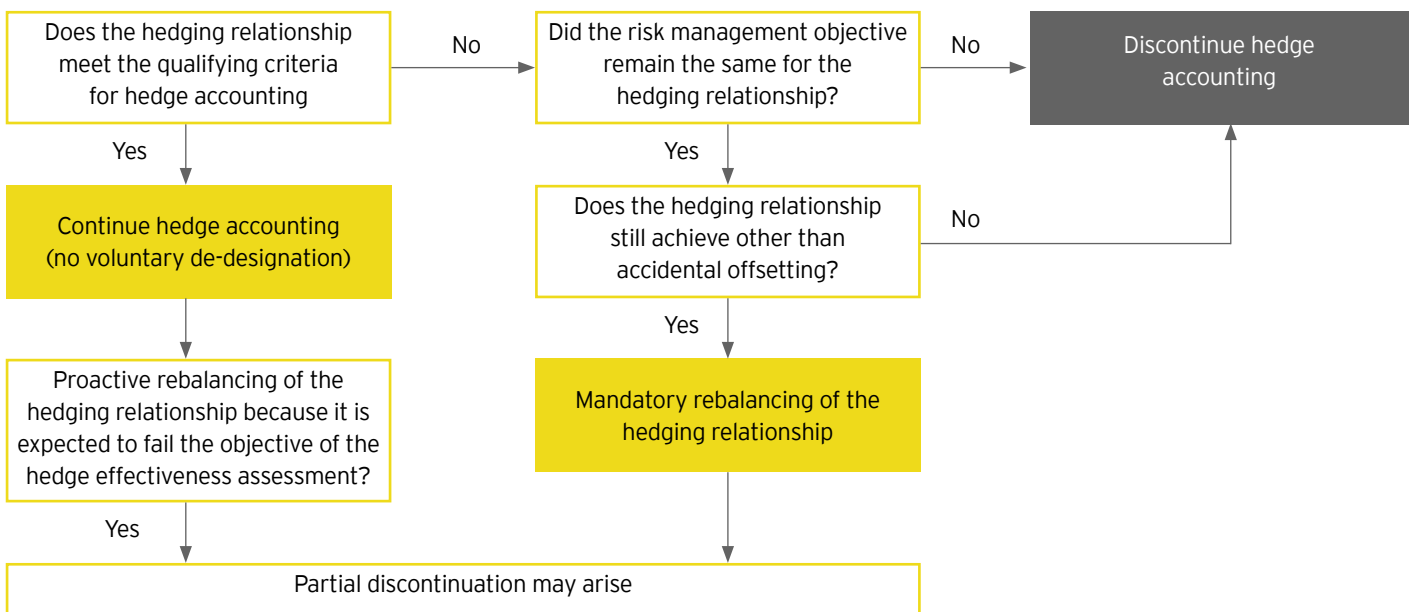 Does the hedging relationship
meet the qualifying criteria
for hedge accounting
No
Did the risk management objective
remain the same for the
hedging relationship?
No
Discontinue hedge
accounting
Yes
Yes
Continue hedge accounting
(no voluntary de-designation)
Does the hedging relationship
still achieve other than
accidental offsetting?
No
Yes
Proactive rebalancing of the
hedging relationship because it is
expected to fail the objective of the
hedge effectiveness assessment?
Mandatory rebalancing of the
hedging relationship
Yes
Partial discontinuation may arise